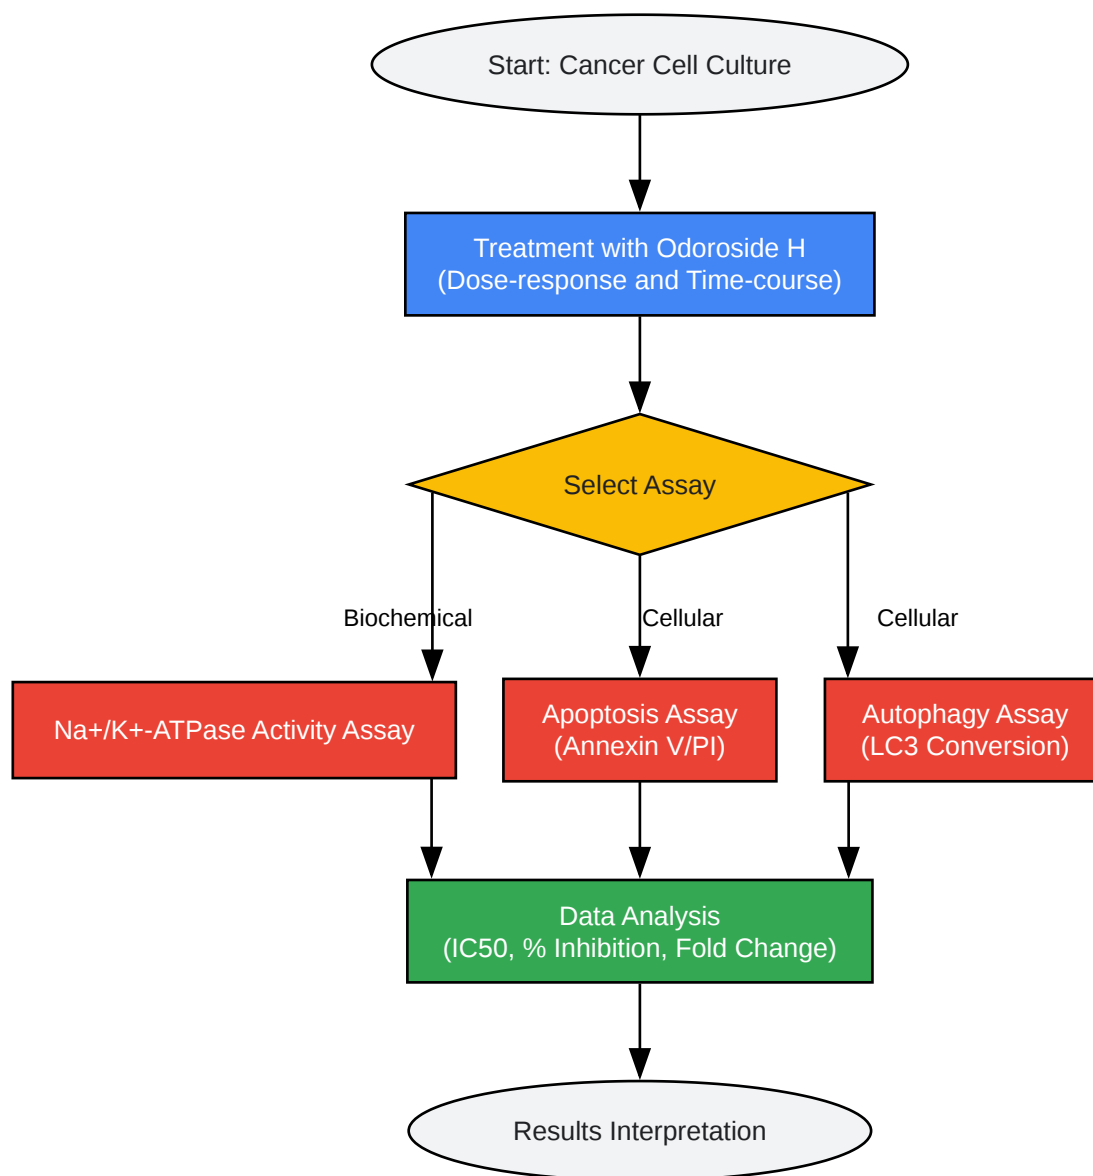 Start: Cancer Cell Culture
Treatment with Odoroside H
(Dose-response and Time-course)
Select Assay
Biochemical
Cellular
Cellular
Na+/K+-ATPase Activity Assay
Apoptosis Assay
(Annexin V/PI)
Autophagy Assay
(LC3 Conversion)
Data Analysis
(IC50, % Inhibition, Fold Change)
Results Interpretation